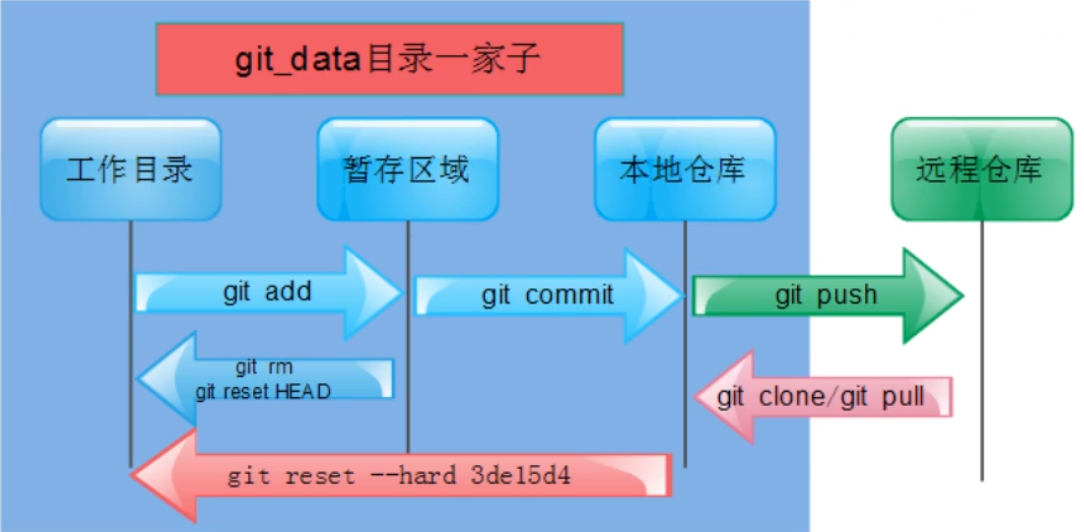 git_data目录一家子
工作目录
暂存区域
本地仓库
远程仓库
git add
git commit
git push
git rm
git reset HEAD
git clone/git pull
git reset --hard 3de15d4